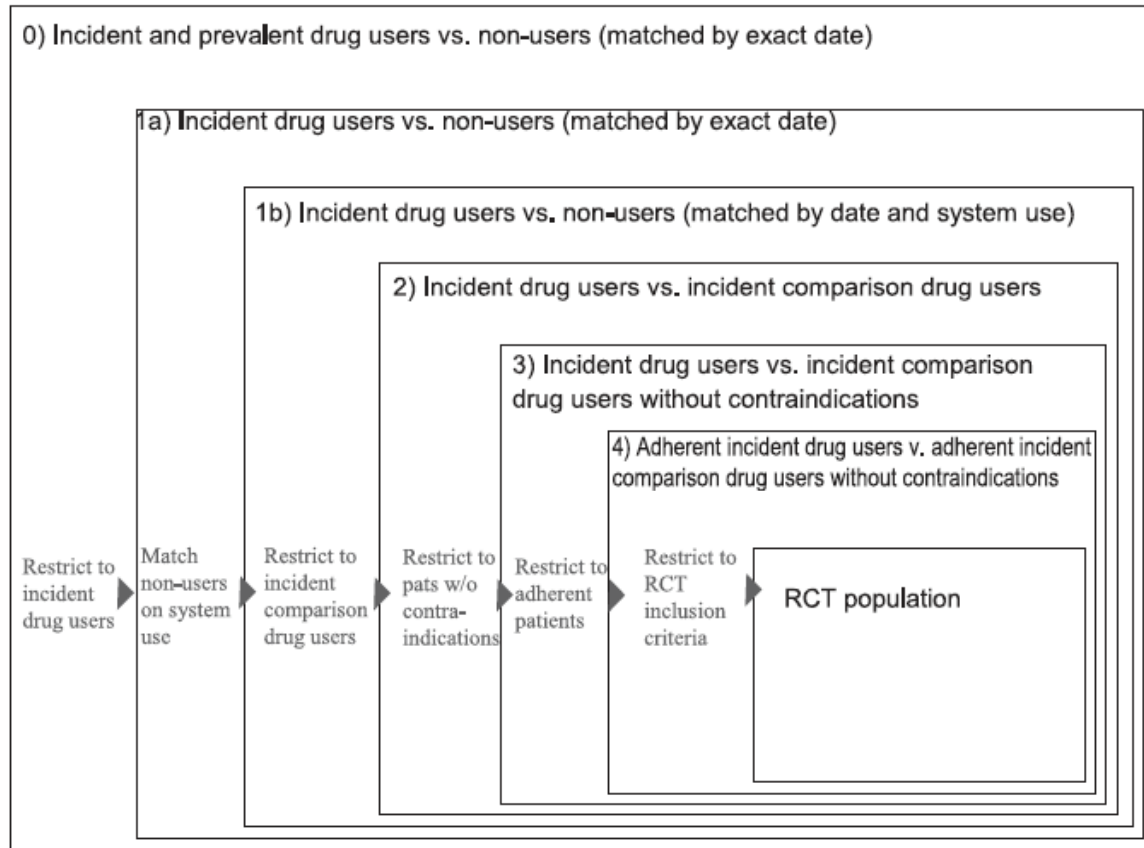 0) Incident and prevalent drug users vs. non-users (matched by exact date)
1a) Incident drug users vs. non-users (matched by exact date)
1b) Incident drug users vs. non-users (matched by date and system use)
2) Incident drug users vs. incident comparison drug users
3) Incident drug users vs. incident comparison
drug users without contraindications
4) Adherent incident drug users v. adherent incident
comparison drug users without contraindications
Restrict to
incident
drug users
Match
non-users
on system
use
Restrict to
incident
comparison
drug users
Restrict to
pats w/o
contra-
indications
Restrict to
adherent
patients
Restrict to
RCT
inclusion
criteria
RCT population